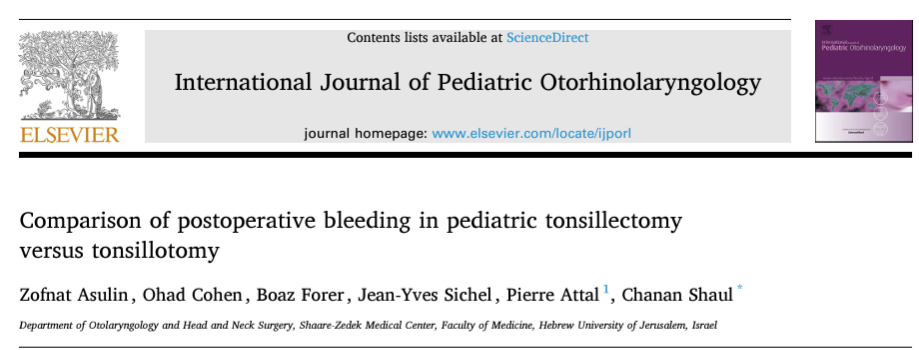 Contents lists available at ScienceDirect
International Journal of Pediatric Otorhinolaryngology
journal homepage: www.elsevier.com/locate/ijporl
ELSEVIER
Pediatric Otorhinolaryngology
Comparison of postoperative bleeding in pediatric tonsillectomy
versus tonsillotomy
Zofnat Asulin, Ohad Cohen, Boaz Forer, Jean-Yves Sichel, Pierre Attal 1, Chanan Shaul *
Department of Otolaryngology and Head and Neck Surgery, Shaare-Zedek Medical Center, Faculty of Medicine, Hebrew University of Jerusalem, Israel